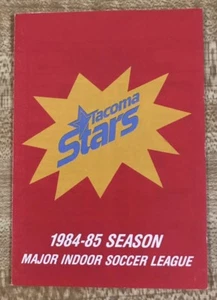 Tacoma
Stars
1984-85 SEASON
MAJOR INDOOR SOCCER LEAGUE